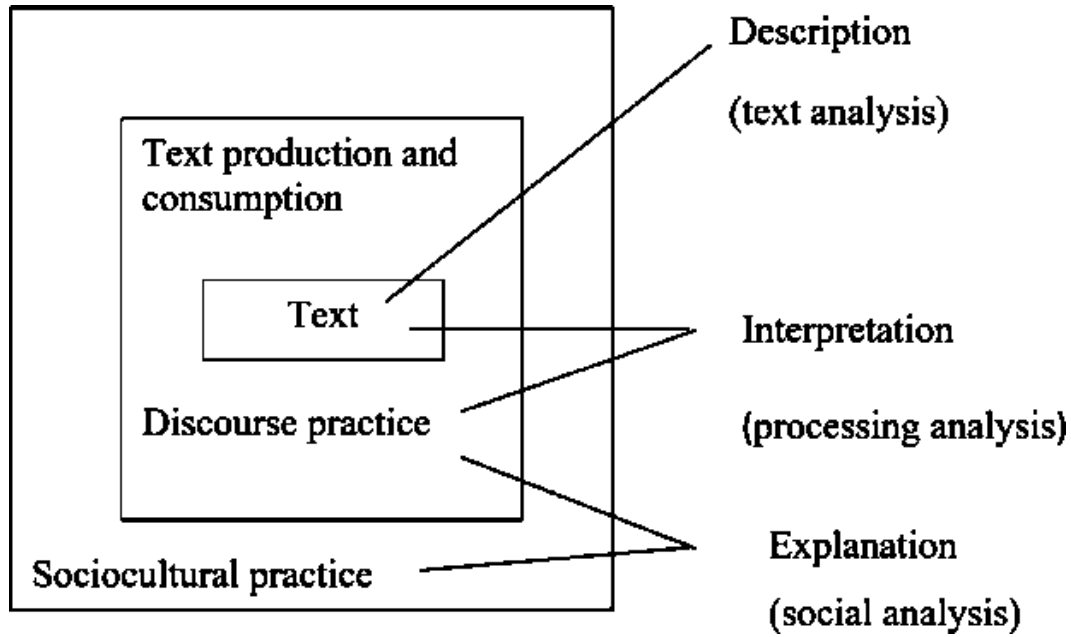 Description
(text analysis)
Text production and
consumption
Text
Interpretation
Discourse practice
(processing analysis)
Explanation
Sociocultural practice
(social analysis)